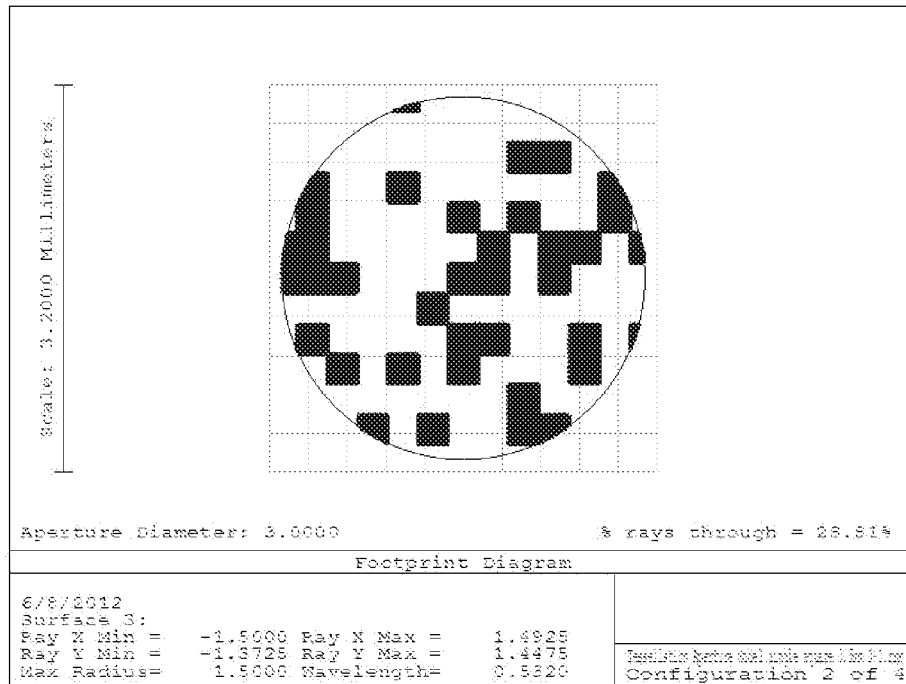 Scale: 3.2000 Millimeters
Aperture Diameter: 3.0000
% rays through = 28.81%
Footprint Diagram
6/8/2012
Surface 3:
Ray X Min = -1.5000 Ray X Max = 1.4925
Ray Y Min = -1.3725 Ray Y Max = 1.4475
Max Radius= 1.5000 Wavelength= 0.5320
Configuration 2 of 4